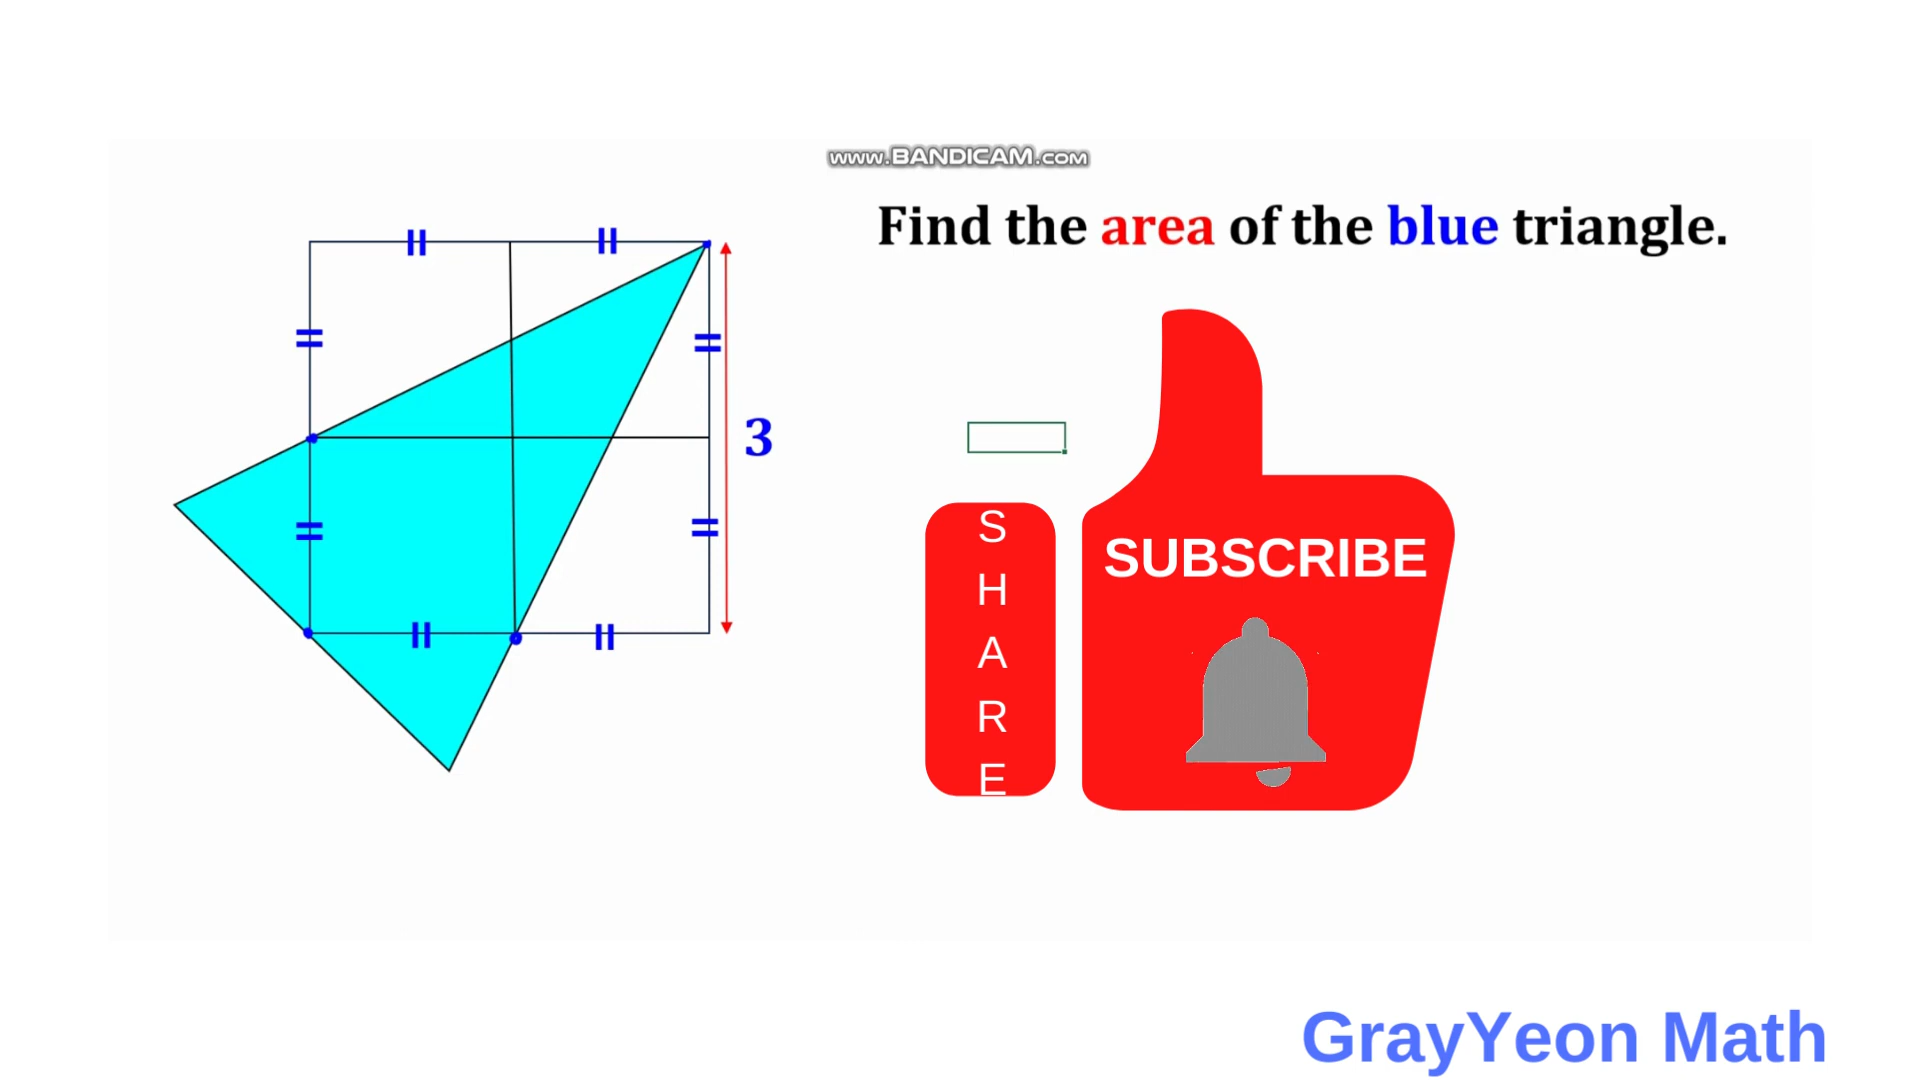 www.BANDICAM.com
Find the area of the blue triangle.
3
S
H
A
R
E
SUBSCRIBE
GrayYeon Math